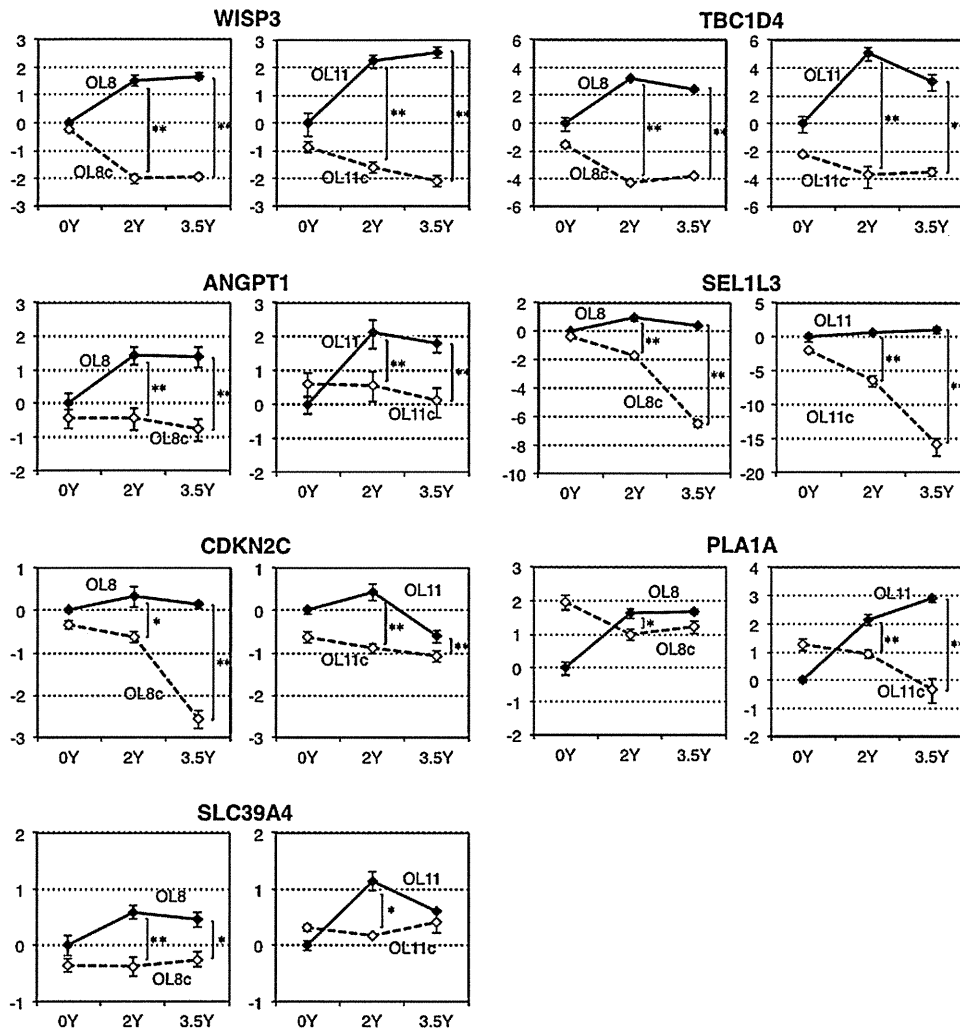 WISP3
TBC1D4
3
2
1
0
-1
-2
-3
OL8
OL8c
**
**
0Y 2Y 3.5Y
3
2
1
0
-1
-2
-3
OL11
OL11c
**
**
0Y 2Y 3.5Y
6
4
2
0
-2
-4
-6
OL8
OL8c
**
**
0Y 2Y 3.5Y
6
4
2
0
-2
-4
-6
OL11
OL11c
**
0Y 2Y 3.5Y
ANGPT1
SEL1L3
3
2
1
0
-1
-2
OL8
OL8c
**
**
0Y 2Y 3.5Y
3
2
1
0
-1
-2
OL11
OL11c
**
**
0Y 2Y 3.5Y
2
0
-2
-4
-6
-8
-10
OL8
OL8c
**
**
0Y 2Y 3.5Y
5
0
-5
-10
-15
-20
OL11
OL11c
**
0Y 2Y 3.5Y
CDKN2C
PLA1A
1
0
-1
-2
-3
OL8
OL8c
*
**
0Y 2Y 3.5Y
1
0
-1
-2
-3
OL11
OL11c
**
**
0Y 2Y 3.5Y
3
2
1
0
-1
-2
OL8
OL8c
*
0Y 2Y 3.5Y
4
3
2
1
0
-1
-2
OL11
OL11c
**
0Y 2Y 3.5Y
SLC39A4
2
1
0
-1
OL8
OL8c
**
*
0Y 2Y 3.5Y
2
1
0
-1
OL11
OL11c
*
0Y 2Y 3.5Y